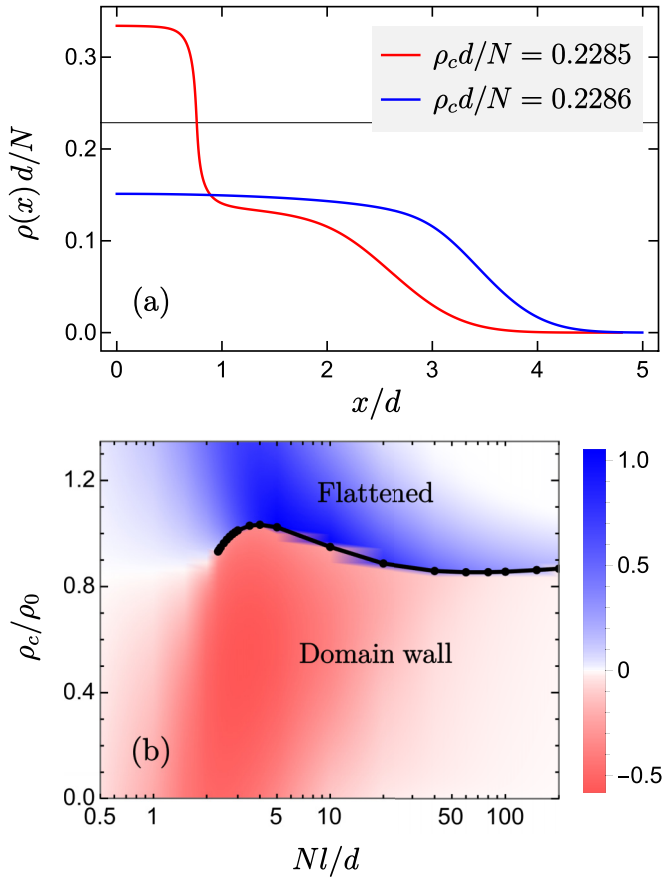 ρ_c d/N = 0.2285
ρ_c d/N = 0.2286
0.3
0.2
0.1
0.0
ρ(x) d/N
(a)
0 1 2 3 4 5
x/d
1.2
0.8
0.4
0.0
ρ_c/ρ_0
Flattened
Domain wall
(b)
0.5 1 5 10 50 100
Nl/d
1.0
0.5
0
−0.5